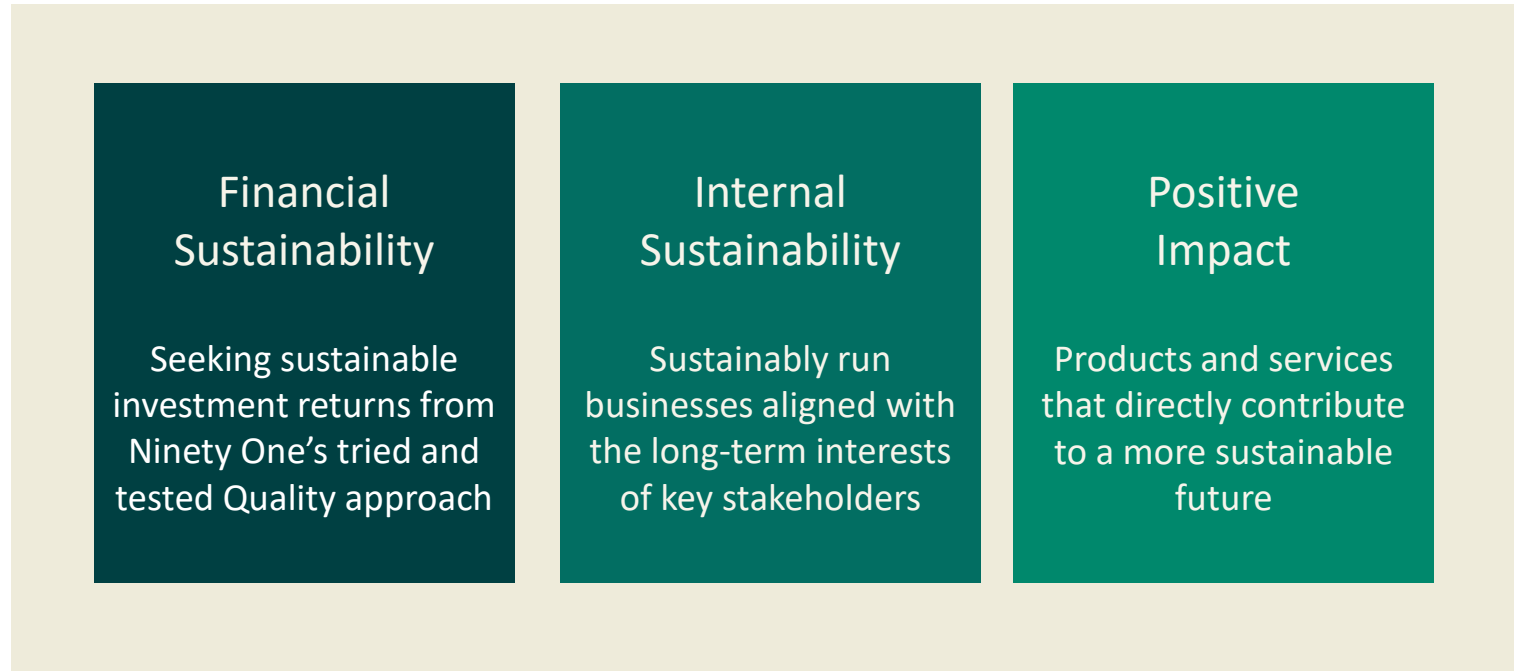 Financial
Sustainability
Seeking sustainable
investment returns from
Ninety One’s tried and
tested Quality approach
Internal
Sustainability
Sustainably run
businesses aligned with
the long-term interests
of key stakeholders
Positive
Impact
Products and services
that directly contribute
to a more sustainable
future